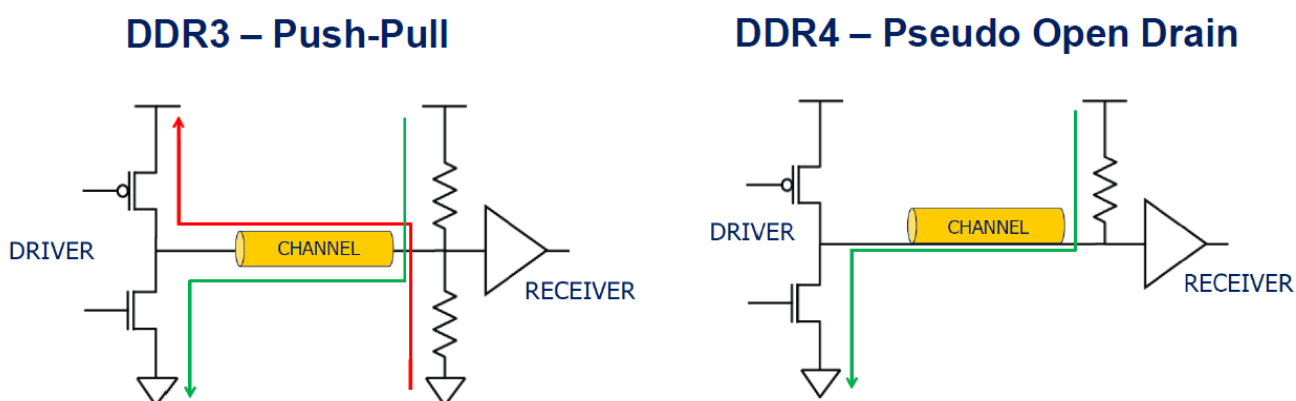 DDR3 – Push-Pull
DDR4 – Pseudo Open Drain
DRIVER
CHANNEL
RECEIVER
DRIVER
CHANNEL
RECEIVER